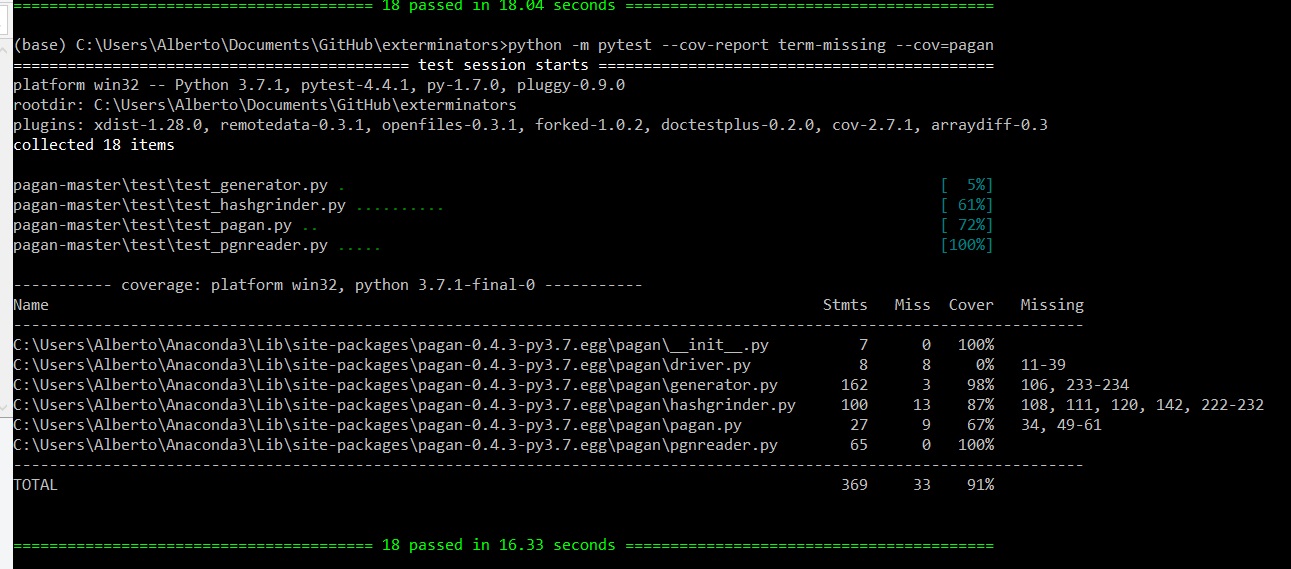 ======================================== 18 passed in 18.04 seconds =========================================
(base) C:\Users\Alberto\Documents\GitHub\exterminators>python -m pytest --cov-report term-missing --cov=pagan
============================================ test session starts ============================================
platform win32 -- Python 3.7.1, pytest-4.4.1, py-1.7.0, pluggy-0.9.0
rootdir: C:\Users\Alberto\Documents\GitHub\exterminators
plugins: xdist-1.28.0, remotedata-0.3.1, openfiles-0.3.1, forked-1.0.2, doctestplus-0.2.0, cov-2.7.1, arraydiff-0.3
collected 18 items
pagan-master\test\test_generator.py . [  5%]
pagan-master\test\test_hashgrinder.py .......... [ 61%]
pagan-master\test\test_pagan.py .. [ 72%]
pagan-master\test\test_pgnreader.py ..... [100%]
----------- coverage: platform win32, python 3.7.1-final-0 -----------
Name Stmts Miss Cover Missing
-----------------------------------------------------------------------------------------------------------------------
C:\Users\Alberto\Anaconda3\Lib\site-packages\pagan-0.4.3-py3.7.egg\pagan\__init__.py 7 0 100%
C:\Users\Alberto\Anaconda3\Lib\site-packages\pagan-0.4.3-py3.7.egg\pagan\driver.py 8 8 0% 11-39
C:\Users\Alberto\Anaconda3\Lib\site-packages\pagan-0.4.3-py3.7.egg\pagan\generator.py 162 3 98% 106, 233-234
C:\Users\Alberto\Anaconda3\Lib\site-packages\pagan-0.4.3-py3.7.egg\pagan\hashgrinder.py 100 13 87% 108, 111, 120, 142, 222-232
C:\Users\Alberto\Anaconda3\Lib\site-packages\pagan-0.4.3-py3.7.egg\pagan\pagan.py 27 9 67% 34, 49-61
C:\Users\Alberto\Anaconda3\Lib\site-packages\pagan-0.4.3-py3.7.egg\pagan\pgnreader.py 65 0 100%
-----------------------------------------------------------------------------------------------------------------------
TOTAL 369 33 91%
======================================== 18 passed in 16.33 seconds =========================================